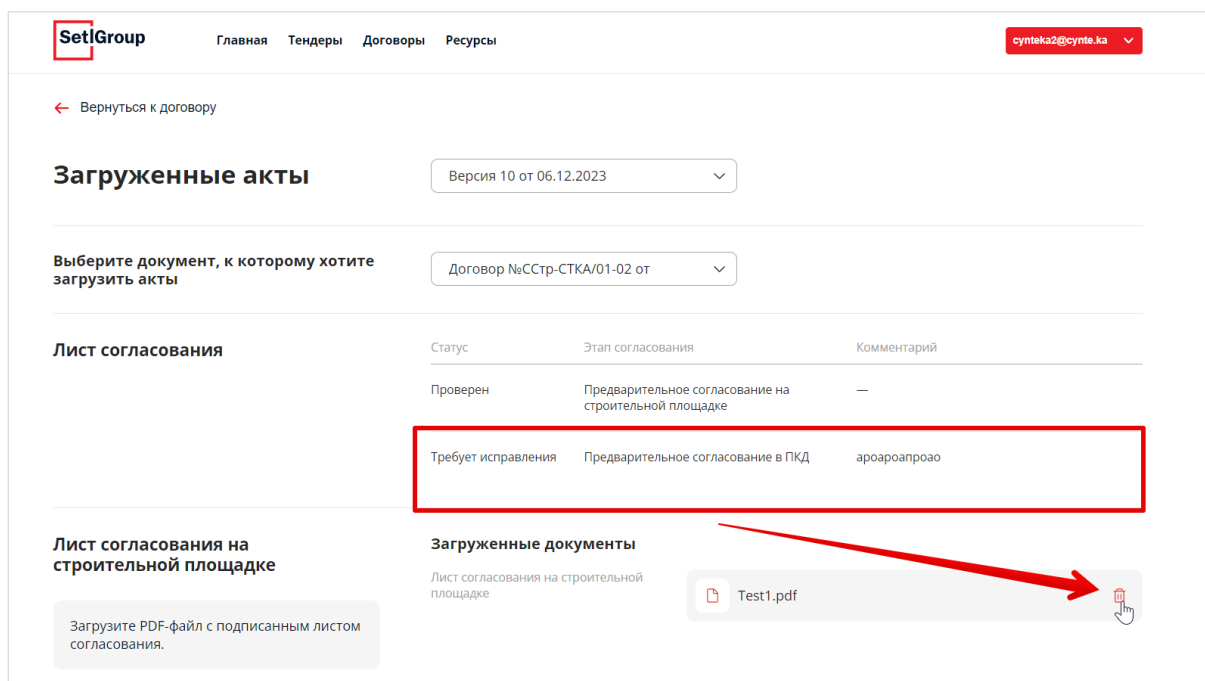 SetlGroup
Главная Тендеры Договоры Ресурсы
cynteka2@cynte.ka
Вернуться к договору
Загруженные акты
Версия 10 от 06.12.2023
Выберите документ, к которому хотите
загрузить акты
Договор №ССтр-СТКА/01-02 от
Лист согласования
Статус Этап согласования Комментарий
Проверен Предварительное согласование на
строительной площадке
—
Требует исправления Предварительное согласование в ПКД ароароапроао
Лист согласования на
строительной площадке
Загрузите PDF-файл с подписанным листом
согласования.
Загруженные документы
Лист согласования на строительной
площадке
Test1.pdf